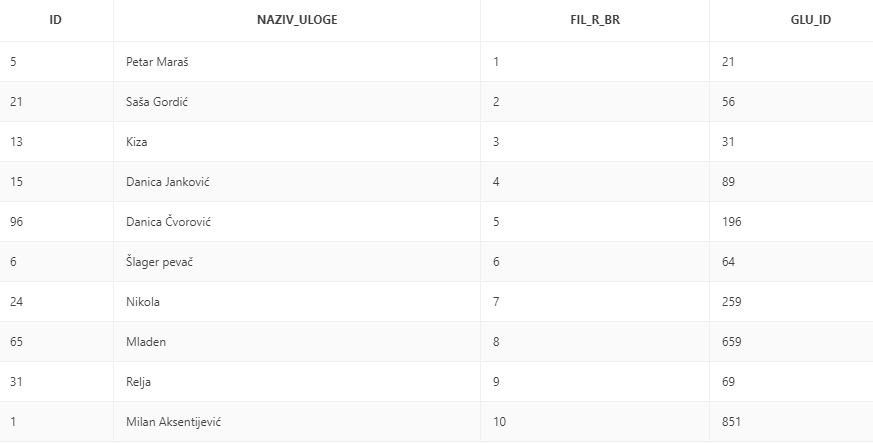 ID NAZIV_ULOGE FIL_R_BR GLU_ID
5 Petar Maraš 1 21
21 Saša Gordić 2 56
13 Kiza 3 31
15 Danica Janković 4 89
96 Danica Čvorović 5 196
6 Šlager pevač 6 64
24 Nikola 7 259
65 Mladen 8 659
31 Relja 9 69
1 Milan Aksentijević 10 851